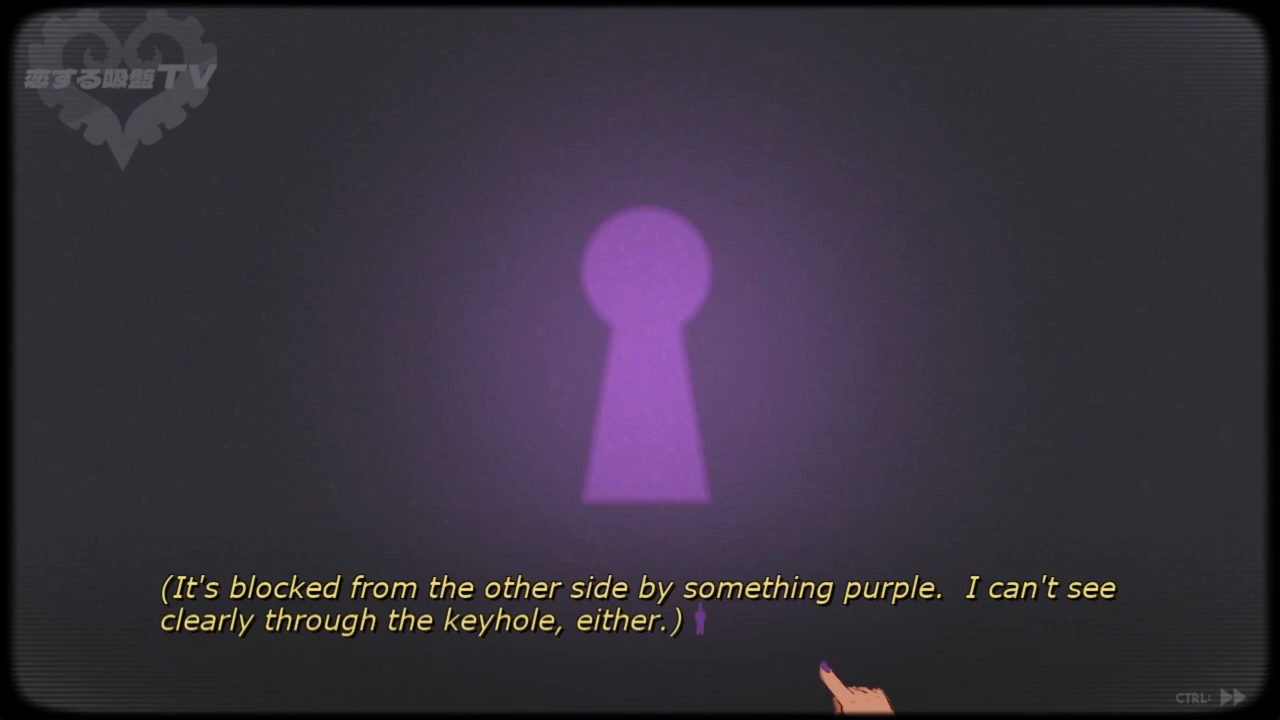 恋する吸盤TV
(It's blocked from the other side by something purple.  I can't see
clearly through the keyhole, either.)
CTRL: